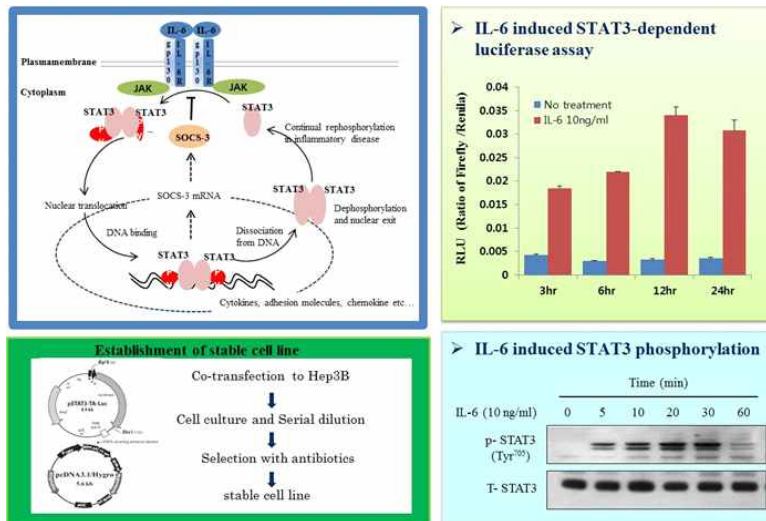 IL-6 IL-6
gp130 IL-6R gp130 IL-6R
Plasmamembrene
Cytoplasm
JAK JAK
STAT3 STAT3
P
SOCS-3
STAT3
Continual rephosphorylation
in inflammatory disease
SOCS-3 mRNA
Nuclear translocation
STAT3 STAT3
Dephosphorylation
and nuclear exit
DNA binding
Dissociation
from DNA
STAT3 STAT3
P P
Cytokines, adhesion molecules, chemokine etc…
➢ IL-6 induced STAT3-dependent
luciferase assay
No treatment
IL-6 10ng/ml
RLU (Ratio of Firefly /Renila)
0.04
0.035
0.03
0.025
0.02
0.015
0.01
0.005
0
3hr 6hr 12hr 24hr
Establishment of stable cell line
pSTAT3-TA-Luc
pcDNA3.1/Hygro
5.6 kb
Co-transfection to Hep3B
Cell culture and Serial dilution
Selection with antibiotics
stable cell line
➢ IL-6 induced STAT3 phosphorylation
Time (min)
IL-6 (10 ng/ml) 0 5 10 20 30 60
p- STAT3
(Tyr705)
T- STAT3